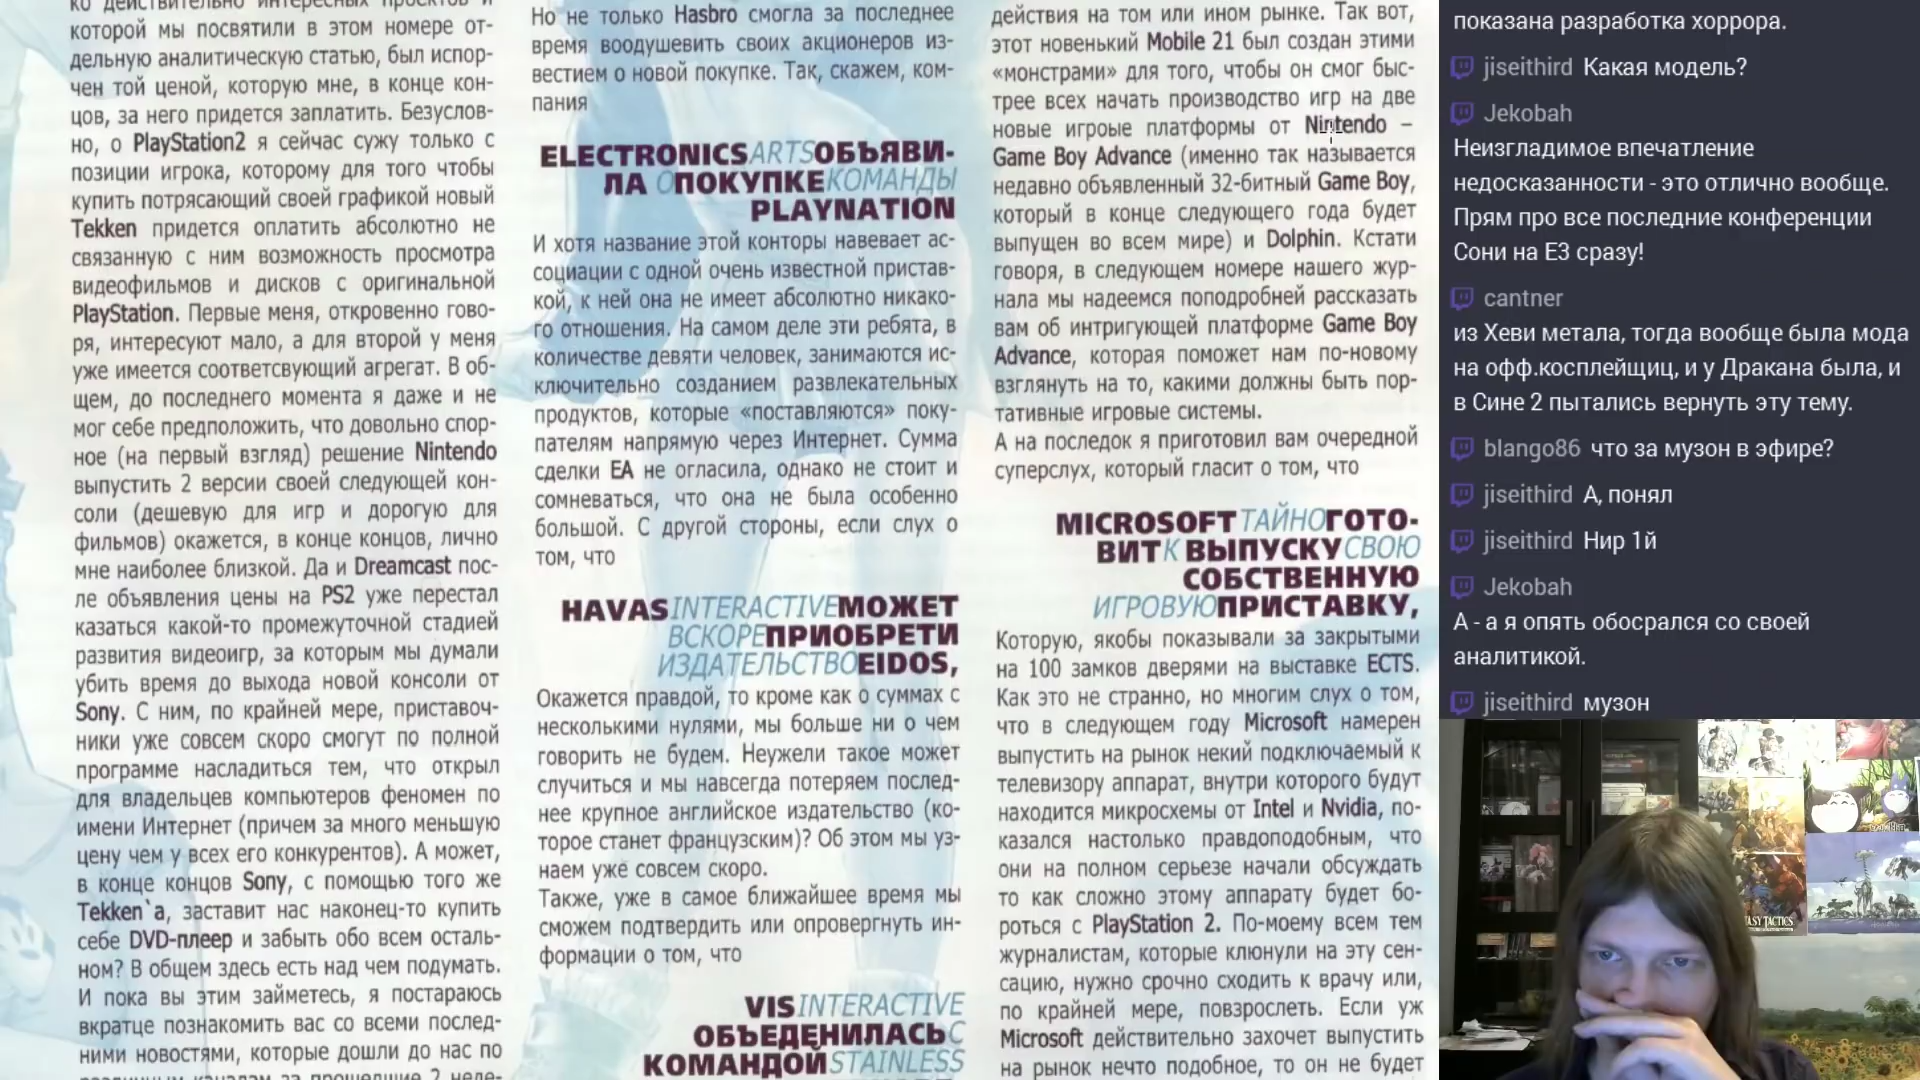 ко действительно интересных проектов и
которой мы посвятили в этом номере от-
дельную аналитическую статью, был испор-
чен той ценой, которую мне, в конце кон-
цов, за него придется заплатить. Безуслов-
но, о PlayStation2 я сейчас сужу только с
позиции игрока, которому для того чтобы
купить потрясающий своей графикой новый
Tekken придется оплатить абсолютно не
связанную с ним возможность просмотра
видеофильмов и дисков с оригинальной
PlayStation. Первые меня, откровенно гово-
ря, интересуют мало, а для второй у меня
уже имеется соответсвующий агрегат. В об-
щем, до последнего момента я даже и не
мог себе предположить, что довольно спор-
ное (на первый взгляд) решение Nintendo
выпустить 2 версии своей следующей кон-
соли (дешевую для игр и дорогую для
фильмов) окажется, в конце концов, лично
мне наиболее близкой. Да и Dreamcast пос-
ле объявления цены на PS2 уже перестал
казаться какой-то промежуточной стадией
развития видеоигр, за которым мы думали
убить время до выхода новой консоли от
Sony. С ним, по крайней мере, приставоч-
ники уже совсем скоро смогут по полной
программе насладиться тем, что открыл
для владельцев компьютеров феномен по
имени Интернет (причем за много меньшую
цену чем у всех его конкурентов). А может,
в конце концов Sony, с помощью того же
Tekken`а, заставит нас наконец-то купить
себе DVD-плеер и забыть обо всем осталь-
ном? В общем здесь есть над чем подумать.
И пока вы этим займетесь, я постараюсь
вкратце познакомить вас со всеми послед-
ними новостями, которые дошли до нас по
различным каналам за прошедшие 2 неде-
Но не только Hasbro смогла за последнее
время воодушевить своих акционеров из-
вестием о новой покупке. Так, скажем, ком-
пания
ELECTRONICSARTSОБЪЯВИ-
ЛА О ПОКУПКЕКОМАНДЫ
PLAYNATION
И хотя название этой конторы навевает ас-
социации с одной очень известной пристав-
кой, к ней она не имеет абсолютно никако-
го отношения. На самом деле эти ребята, в
количестве девяти человек, занимаются ис-
ключительно созданием развлекательных
продуктов, которые «поставляются» поку-
пателям напрямую через Интернет. Сумма
сделки EA не огласила, однако не стоит и
сомневаться, что она не была особенно
большой. С другой стороны, если слух о
том, что
HAVASINTERACTIVEМОЖЕТ
ВСКОРЕПРИОБРЕТИ
ИЗДАТЕЛЬСТВОEIDOS,
Окажется правдой, то кроме как о суммах с
несколькими нулями, мы больше ни о чем
говорить не будем. Неужели такое может
случиться и мы навсегда потеряем послед-
нее крупное английское издательство (ко-
торое станет французским)? Об этом мы уз-
наем уже совсем скоро.
Также, уже в самое ближайшее время мы
сможем подтвердить или опровергнуть ин-
формации о том, что
VISINTERACTIVE
ОБЪЕДЕНИЛАСЬС
КОМАНДОЙSTAINLESS
действия на том или ином рынке. Так вот,
этот новенький Mobile 21 был создан этими
«монстрами» для того, чтобы он смог быс-
трее всех начать производство игр на две
новые игроые платформы от Nintendo –
Game Boy Advance (именно так называется
недавно объявленный 32-битный Game Boy,
который в конце следующего года будет
выпущен во всем мире) и Dolphin. Кстати
говоря, в следующем номере нашего жур-
нала мы надеемся поподробней рассказать
вам об интригующей платформе Game Boy
Advance, которая поможет нам по-новому
взглянуть на то, какими должны быть пор-
тативные игровые системы.
А на последок я приготовил вам очередной
суперслух, который гласит о том, что
MICROSOFTТАЙНОГОТО-
ВИТК ВЫПУСКУСВОЮ
СОБСТВЕННУЮ
ИГРОВУЮПРИСТАВКУ,
Которую, якобы показывали за закрытыми
на 100 замков дверями на выставке ECTS.
Как это не странно, но многим слух о том,
что в следующем году Microsoft намерен
выпустить на рынок некий подключаемый к
телевизору аппарат, внутри которого будут
находится микросхемы от Intel и Nvidia, по-
казался настолько правдоподобным, что
они на полном серьезе начали обсуждать
то как сложно этому аппарату будет бо-
роться с PlayStation 2. По-моему всем тем
журналистам, которые клюнули на эту сен-
сацию, нужно срочно сходить к врачу или,
по крайней мере, повзрослеть. Если уж
Microsoft действительно захочет выпустить
на рынок нечто подобное, то он не будет
показана разработка хоррора.
jiseithird Какая модель?
Jekobah
Неизгладимое впечатление
недосказанности - это отлично вообще.
Прям про все последние конференции
Сони на Е3 сразу!
cantner
из Хеви метала, тогда вообще была мода
на офф.косплейщиц, и у Дракана была, и
в Сине 2 пытались вернуть эту тему.
blango86 что за музон в эфире?
jiseithird А, понял
jiseithird Нир 1й
Jekobah
А - а я опять обосрался со своей
аналитикой.
jiseithird музон